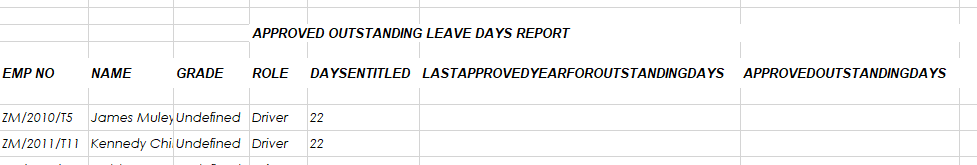 APPROVED OUTSTANDING LEAVE DAYS REPORT
EMP NO NAME GRADE ROLE DAYSENTITLED LASTAPPROVEDYEARFOROUTSTANDINGDAYS APPROVEDOUTSTANDINGDAYS
ZM/2010/T5 James Muley Undefined Driver 22
ZM/2011/T11 Kennedy Chi Undefined Driver 22